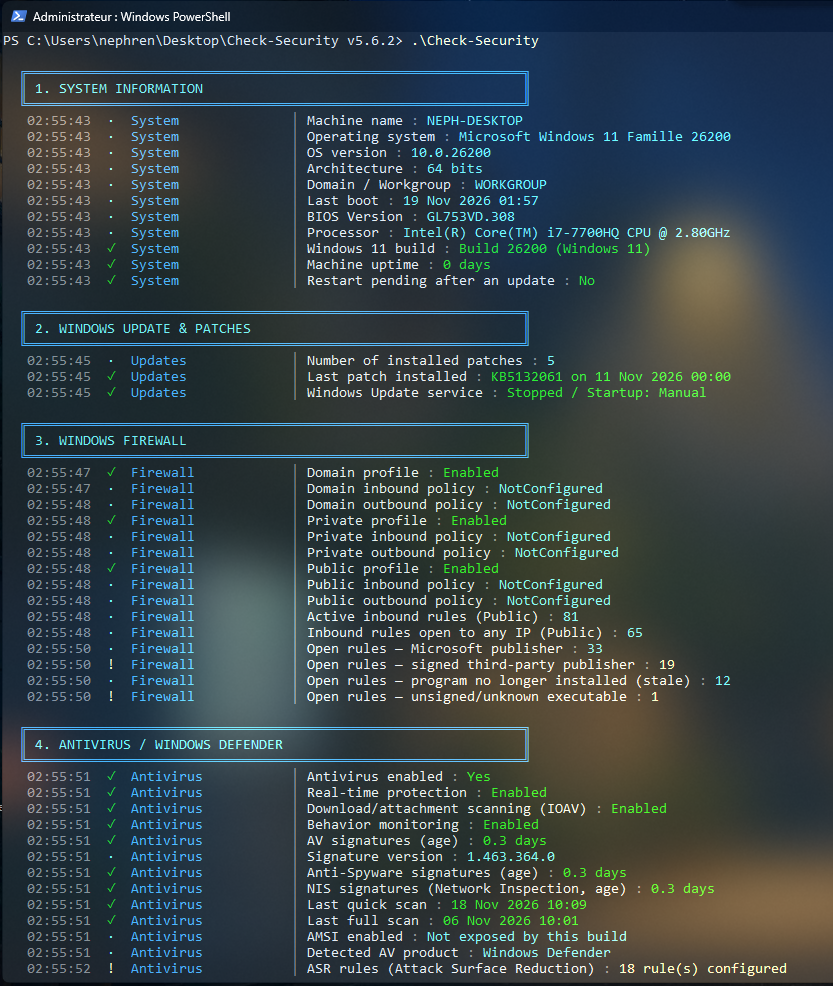 Administrateur : Windows PowerShell
PS C:\Users\nephren\Desktop\Check-Security v5.6.2> .\Check-Security
1. SYSTEM INFORMATION
02:55:43 · System | Machine name : NEPH-DESKTOP
02:55:43 · System | Operating system : Microsoft Windows 11 Famille 26200
02:55:43 · System | OS version : 10.0.26200
02:55:43 · System | Architecture : 64 bits
02:55:43 · System | Domain / Workgroup : WORKGROUP
02:55:43 · System | Last boot : 19 Nov 2026 01:57
02:55:43 · System | BIOS Version : GL753VD.308
02:55:43 · System | Processor : Intel(R) Core(TM) i7-7700HQ CPU @ 2.80GHz
02:55:43 ✓ System | Windows 11 build : Build 26200 (Windows 11)
02:55:43 ✓ System | Machine uptime : 0 days
02:55:43 ✓ System | Restart pending after an update : No
2. WINDOWS UPDATE & PATCHES
02:55:45 · Updates | Number of installed patches : 5
02:55:45 ✓ Updates | Last patch installed : KB5132061 on 11 Nov 2026 00:00
02:55:45 ✓ Updates | Windows Update service : Stopped / Startup: Manual
3. WINDOWS FIREWALL
02:55:47 ✓ Firewall | Domain profile : Enabled
02:55:47 · Firewall | Domain inbound policy : NotConfigured
02:55:48 · Firewall | Domain outbound policy : NotConfigured
02:55:48 ✓ Firewall | Private profile : Enabled
02:55:48 · Firewall | Private inbound policy : NotConfigured
02:55:48 · Firewall | Private outbound policy : NotConfigured
02:55:48 ✓ Firewall | Public profile : Enabled
02:55:48 · Firewall | Public inbound policy : NotConfigured
02:55:48 · Firewall | Public outbound policy : NotConfigured
02:55:48 · Firewall | Active inbound rules (Public) : 81
02:55:48 · Firewall | Inbound rules open to any IP (Public) : 65
02:55:50 · Firewall | Open rules — Microsoft publisher : 33
02:55:50 ! Firewall | Open rules — signed third-party publisher : 19
02:55:50 · Firewall | Open rules — program no longer installed (stale) : 12
02:55:50 ! Firewall | Open rules — unsigned/unknown executable : 1
4. ANTIVIRUS / WINDOWS DEFENDER
02:55:51 ✓ Antivirus | Antivirus enabled : Yes
02:55:51 ✓ Antivirus | Real-time protection : Enabled
02:55:51 ✓ Antivirus | Download/attachment scanning (IOAV) : Enabled
02:55:51 ✓ Antivirus | Behavior monitoring : Enabled
02:55:51 ✓ Antivirus | AV signatures (age) : 0.3 days
02:55:51 · Antivirus | Signature version : 1.463.364.0
02:55:51 ✓ Antivirus | Anti-Spyware signatures (age) : 0.3 days
02:55:51 ✓ Antivirus | NIS signatures (Network Inspection, age) : 0.3 days
02:55:51 ✓ Antivirus | Last quick scan : 18 Nov 2026 10:09
02:55:51 ✓ Antivirus | Last full scan : 06 Nov 2026 10:01
02:55:51 · Antivirus | AMSI enabled : Not exposed by this build
02:55:51 · Antivirus | Detected AV product : Windows Defender
02:55:52 ! Antivirus | ASR rules (Attack Surface Reduction) : 18 rule(s) configured